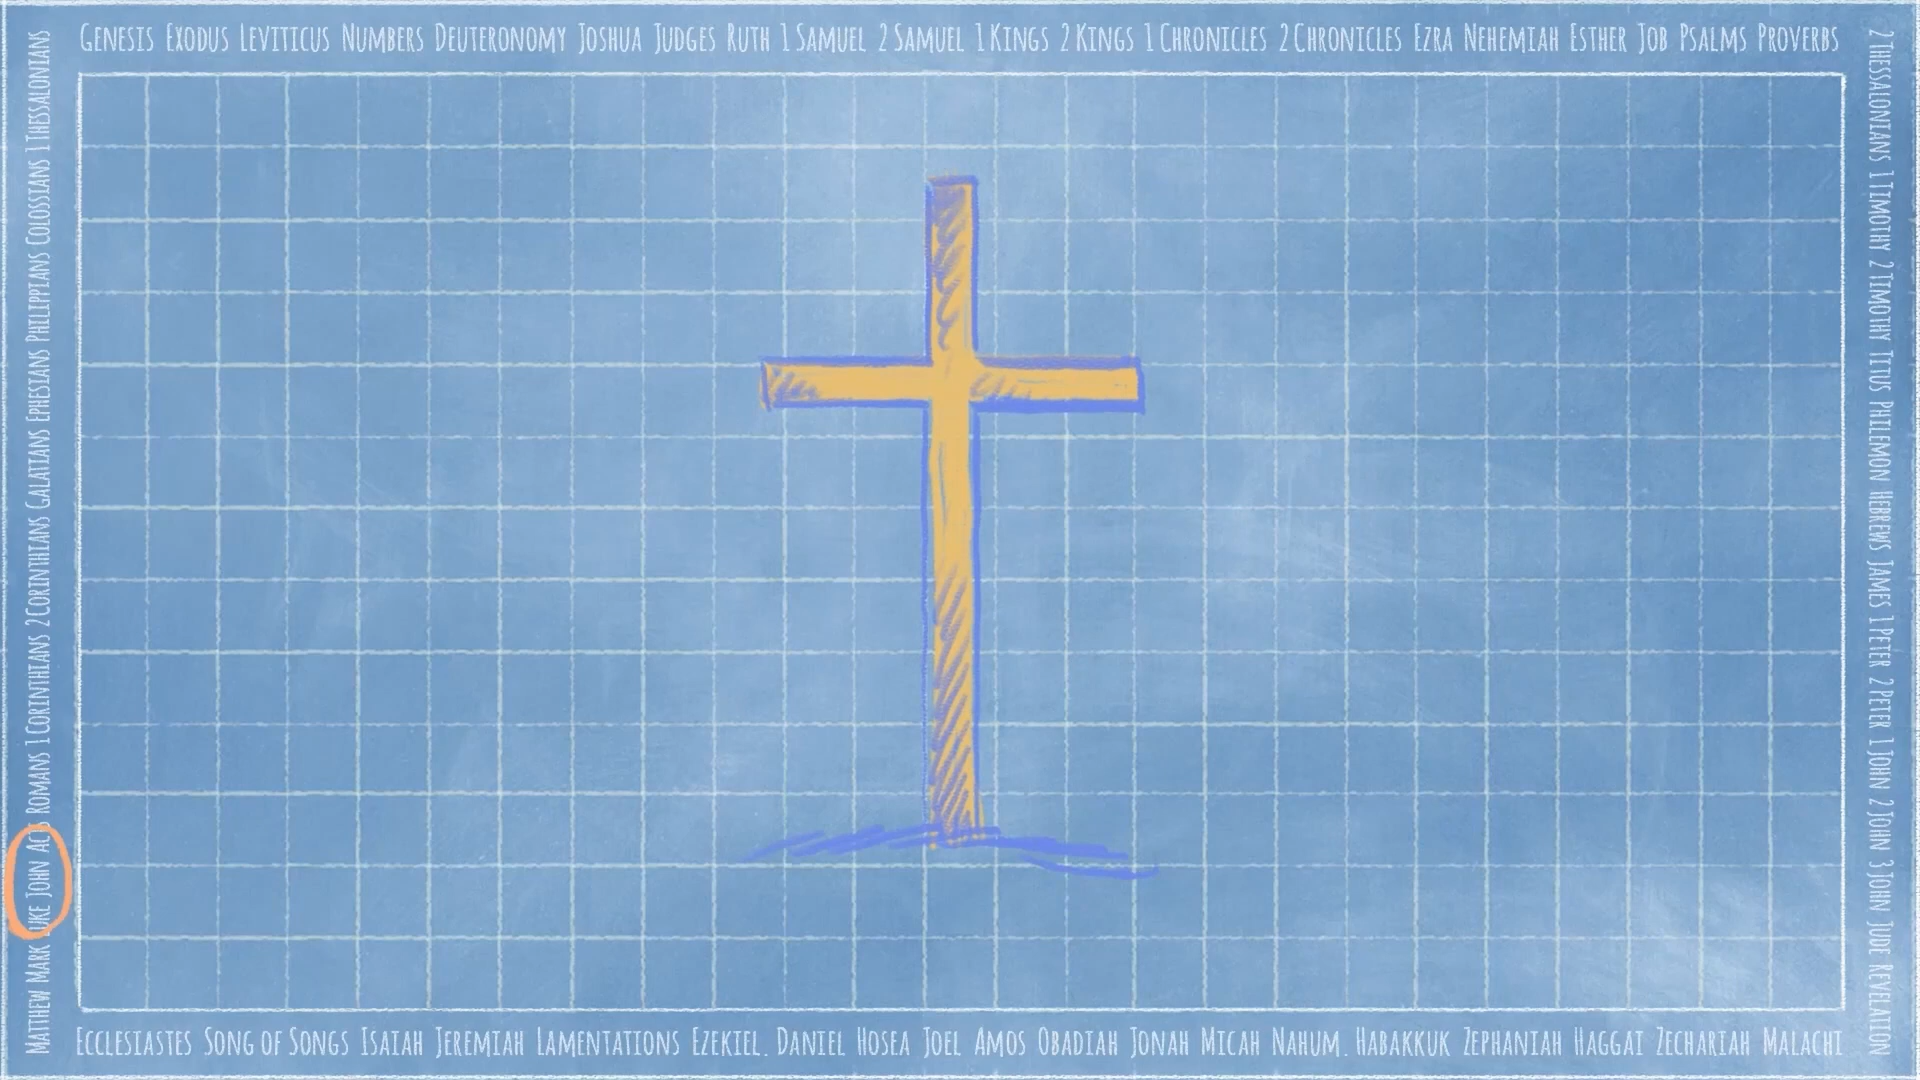 Genesis Exodus Leviticus Numbers Deuteronomy Joshua Judges Ruth 1 Samuel 2 Samuel 1 Kings 2 Kings 1 Chronicles 2 Chronicles Ezra Nehemiah Esther Job Psalms Proverbs
Ecclesiastes Song of Songs Isaiah Jeremiah Lamentations Ezekiel. Daniel Hosea Joel Amos Obadiah Jonah Micah Nahum. Habakkuk Zephaniah Haggai Zechariah Malachi
Matthew Mark Luke John Acts Romans 1 Corinthians 2 Corinthians Galatians Ephesians Philippians Colossians 1 Thessalonians
2 Thessalonians 1 Timothy 2 Timothy Titus Philemon Hebrews James 1 Peter 2 Peter 1 John 2 John 3 John Jude Revelation